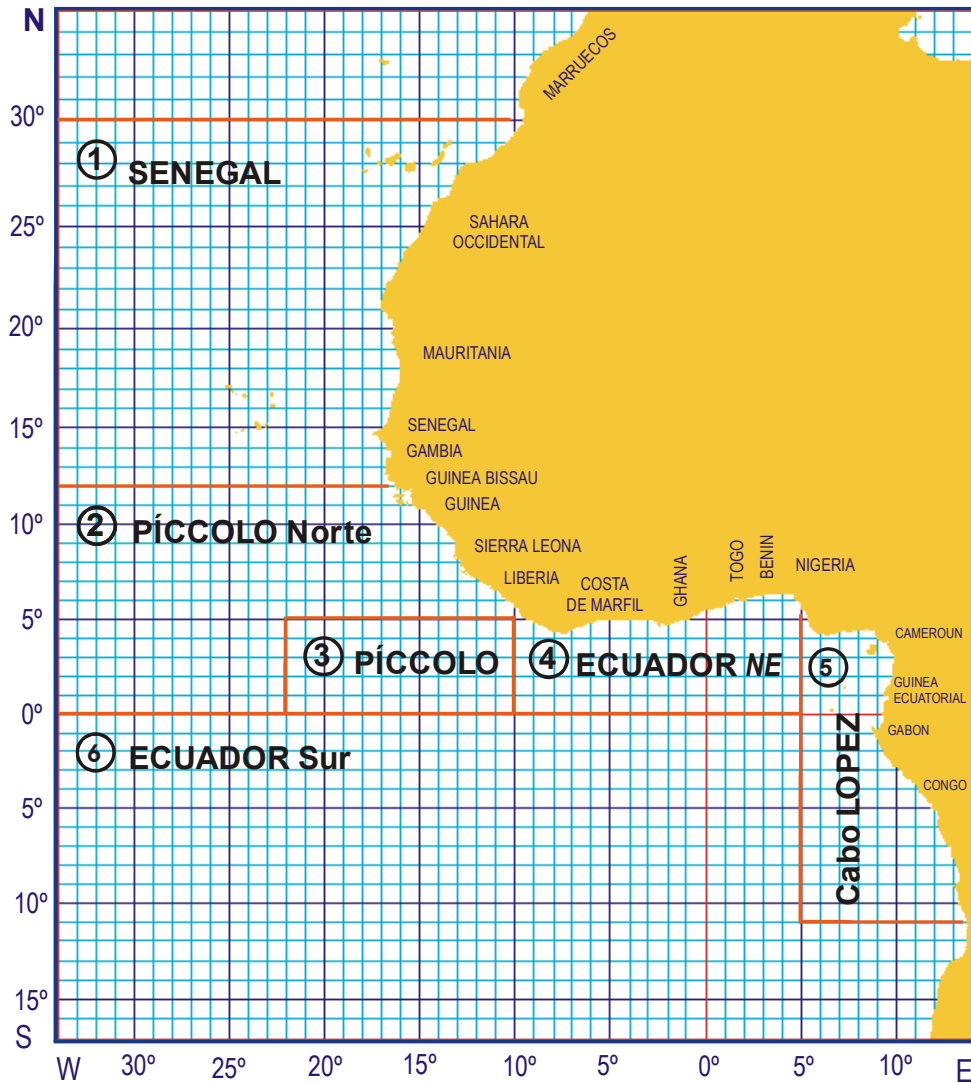 N
MARRUECOS
30º
1 SENEGAL
25º
SAHARA
OCCIDENTAL
20º
MAURITANIA
15º
SENEGAL
GAMBIA
GUINEA BISSAU
GUINEA
10º
2 PÍCCOLO Norte
SIERRA LEONA
LIBERIA
COSTA
DE MARFIL
GHANA
TOGO
BENIN
NIGERIA
5º
CAMEROUN
3 PÍCCOLO
4 ECUADOR NE
5
Cabo LOPEZ
GUINEA
ECUATORIAL
0º
GABON
6 ECUADOR Sur
CONGO
5º
10º
15º
S
W 30º 25º 20º 15º 10º 5º 0º 5º 10º E